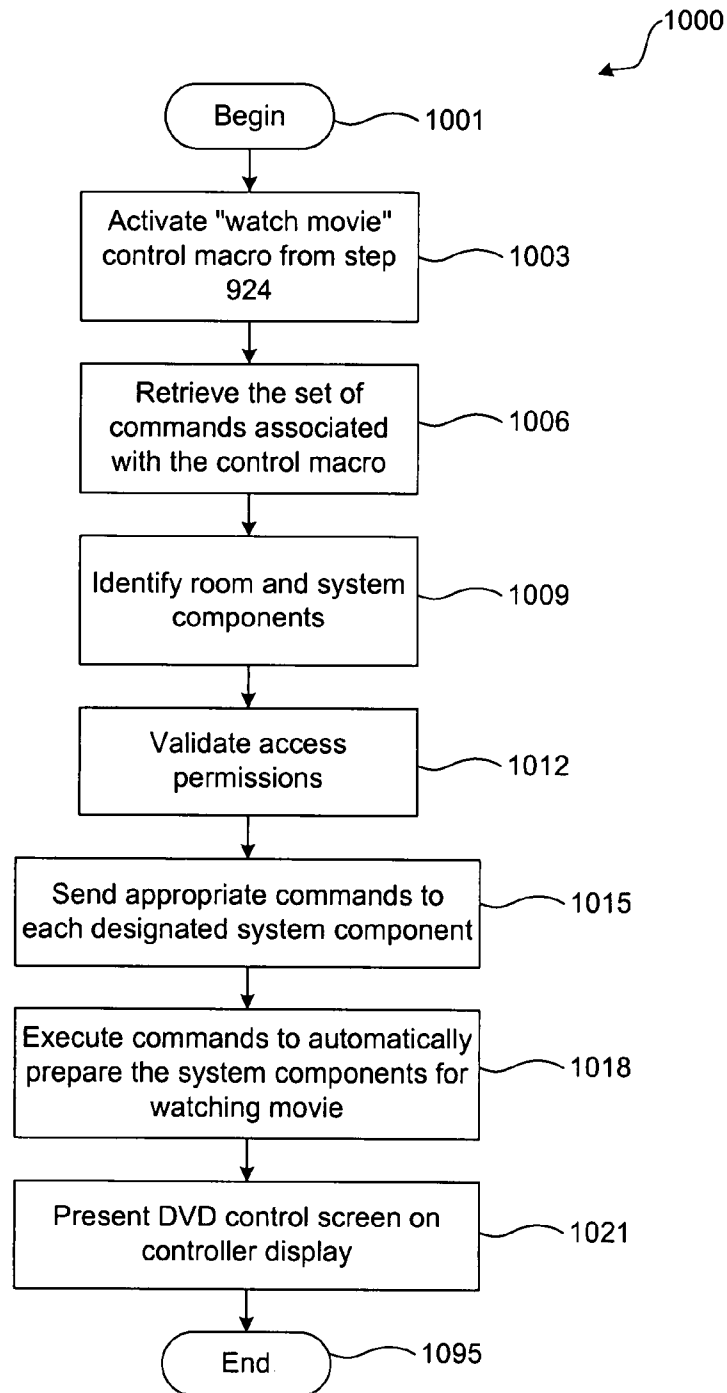 1000
Begin
1001
Activate "watch movie"
control macro from step
924
1003
Retrieve the set of
commands associated
with the control macro
1006
Identify room and system
components
1009
Validate access
permissions
1012
Send appropriate commands to
each designated system component
1015
Execute commands to automatically
prepare the system components for
watching movie
1018
Present DVD control screen on
controller display
1021
End
1095